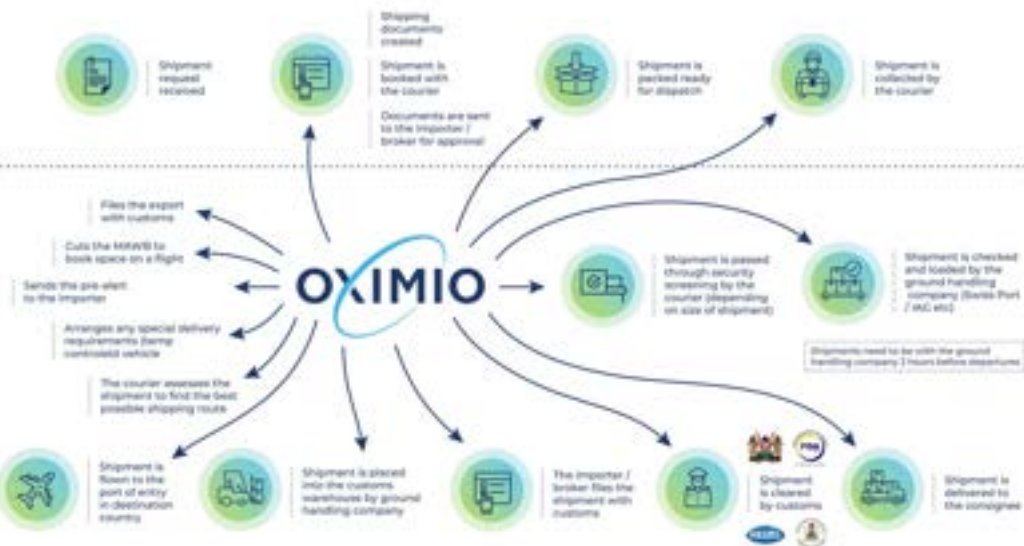 Shipment
request
received
Shipping
documents
created
Shipment is
booked with
the courier
Documents are sent
to the importer /
broker for approval
Shipment is
packed ready
for dispatch
Shipment is
collected by
the courier
Files the export
with customs
Cuts the MAWB to
book space on a flight
Sends the pre-alert
to the importer
Arranges any special delivery
requirements (temp
controlled vehicle
The courier assesses the
shipment to find the best
possible shipping route
OXIMIO
Shipment is passed
through security
screening by the
courier (depending
on size of shipment)
Shipment is checked
and loaded by the
ground handling
company (Swiss Port
/ IAG etc)
Shipments need to be with the ground
handling company 2 hours before departures
Shipment is
flown to the
port of entry
in destination
country
Shipment is placed
into the customs
warehouse by ground
handling company
The importer /
broker files the
shipment with
customs
Shipment
is cleared
by customs
Shipment is
delivered to
the consignee